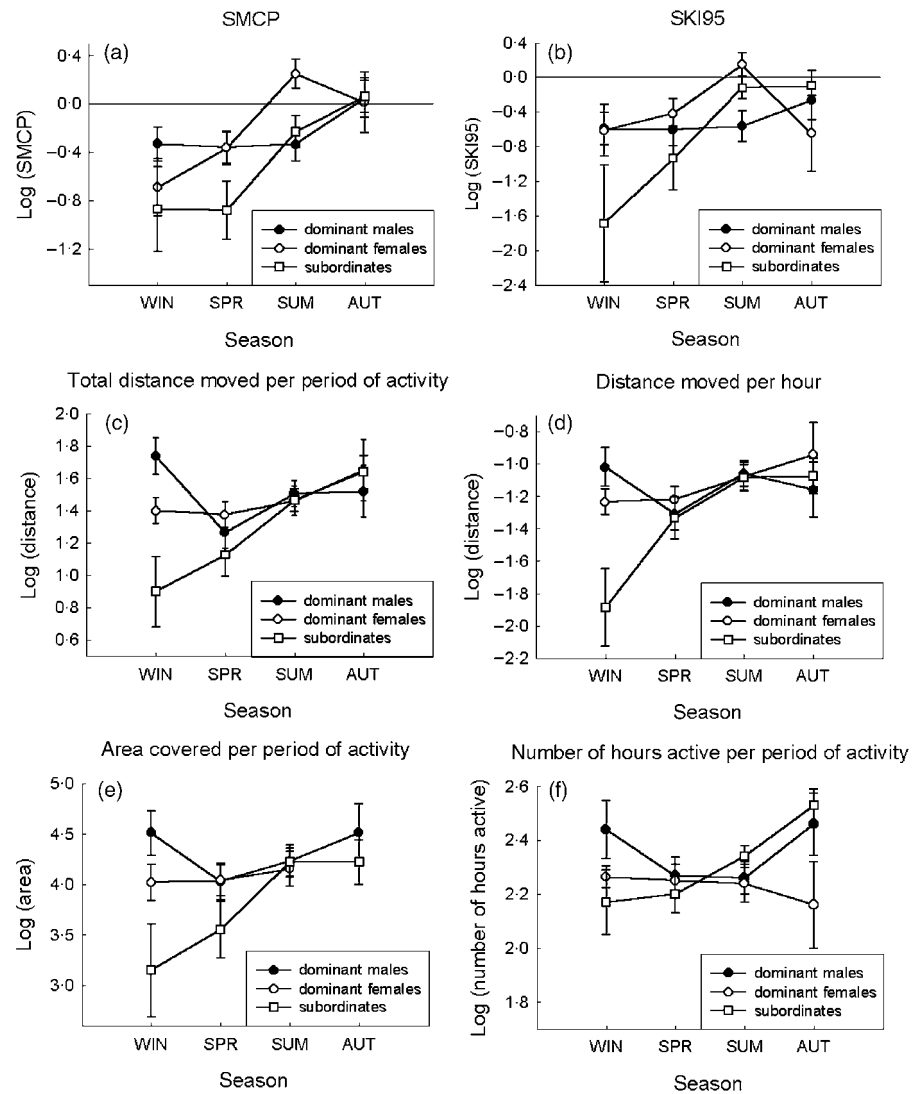 SMCP
(a)
0·4
0·0
−0·4
−0·8
−1·2
Log (SMCP)
dominant males
dominant females
subordinates
WIN SPR SUM AUT
Season
SKI95
(b)
0·4
0·0
−0·4
−0·8
−1·2
−1·6
−2·0
−2·4
Log (SKI95)
dominant males
dominant females
subordinates
WIN SPR SUM AUT
Season
Total distance moved per period of activity
(c)
2·0
1·8
1·6
1·4
1·2
1·0
0·8
0·6
Log (distance)
dominant males
dominant females
subordinates
WIN SPR SUM AUT
Season
Distance moved per hour
(d)
−0·8
−1·0
−1·2
−1·4
−1·6
−1·8
−2·0
−2·2
Log (distance)
dominant males
dominant females
subordinates
WIN SPR SUM AUT
Season
Area covered per period of activity
(e)
5·0
4·5
4·0
3·5
3·0
Log (area)
dominant males
dominant females
subordinates
WIN SPR SUM AUT
Season
Number of hours active per period of activity
(f)
2·6
2·4
2·2
2·0
1·8
Log (number of hours active)
dominant males
dominant females
subordinates
WIN SPR SUM AUT
Season